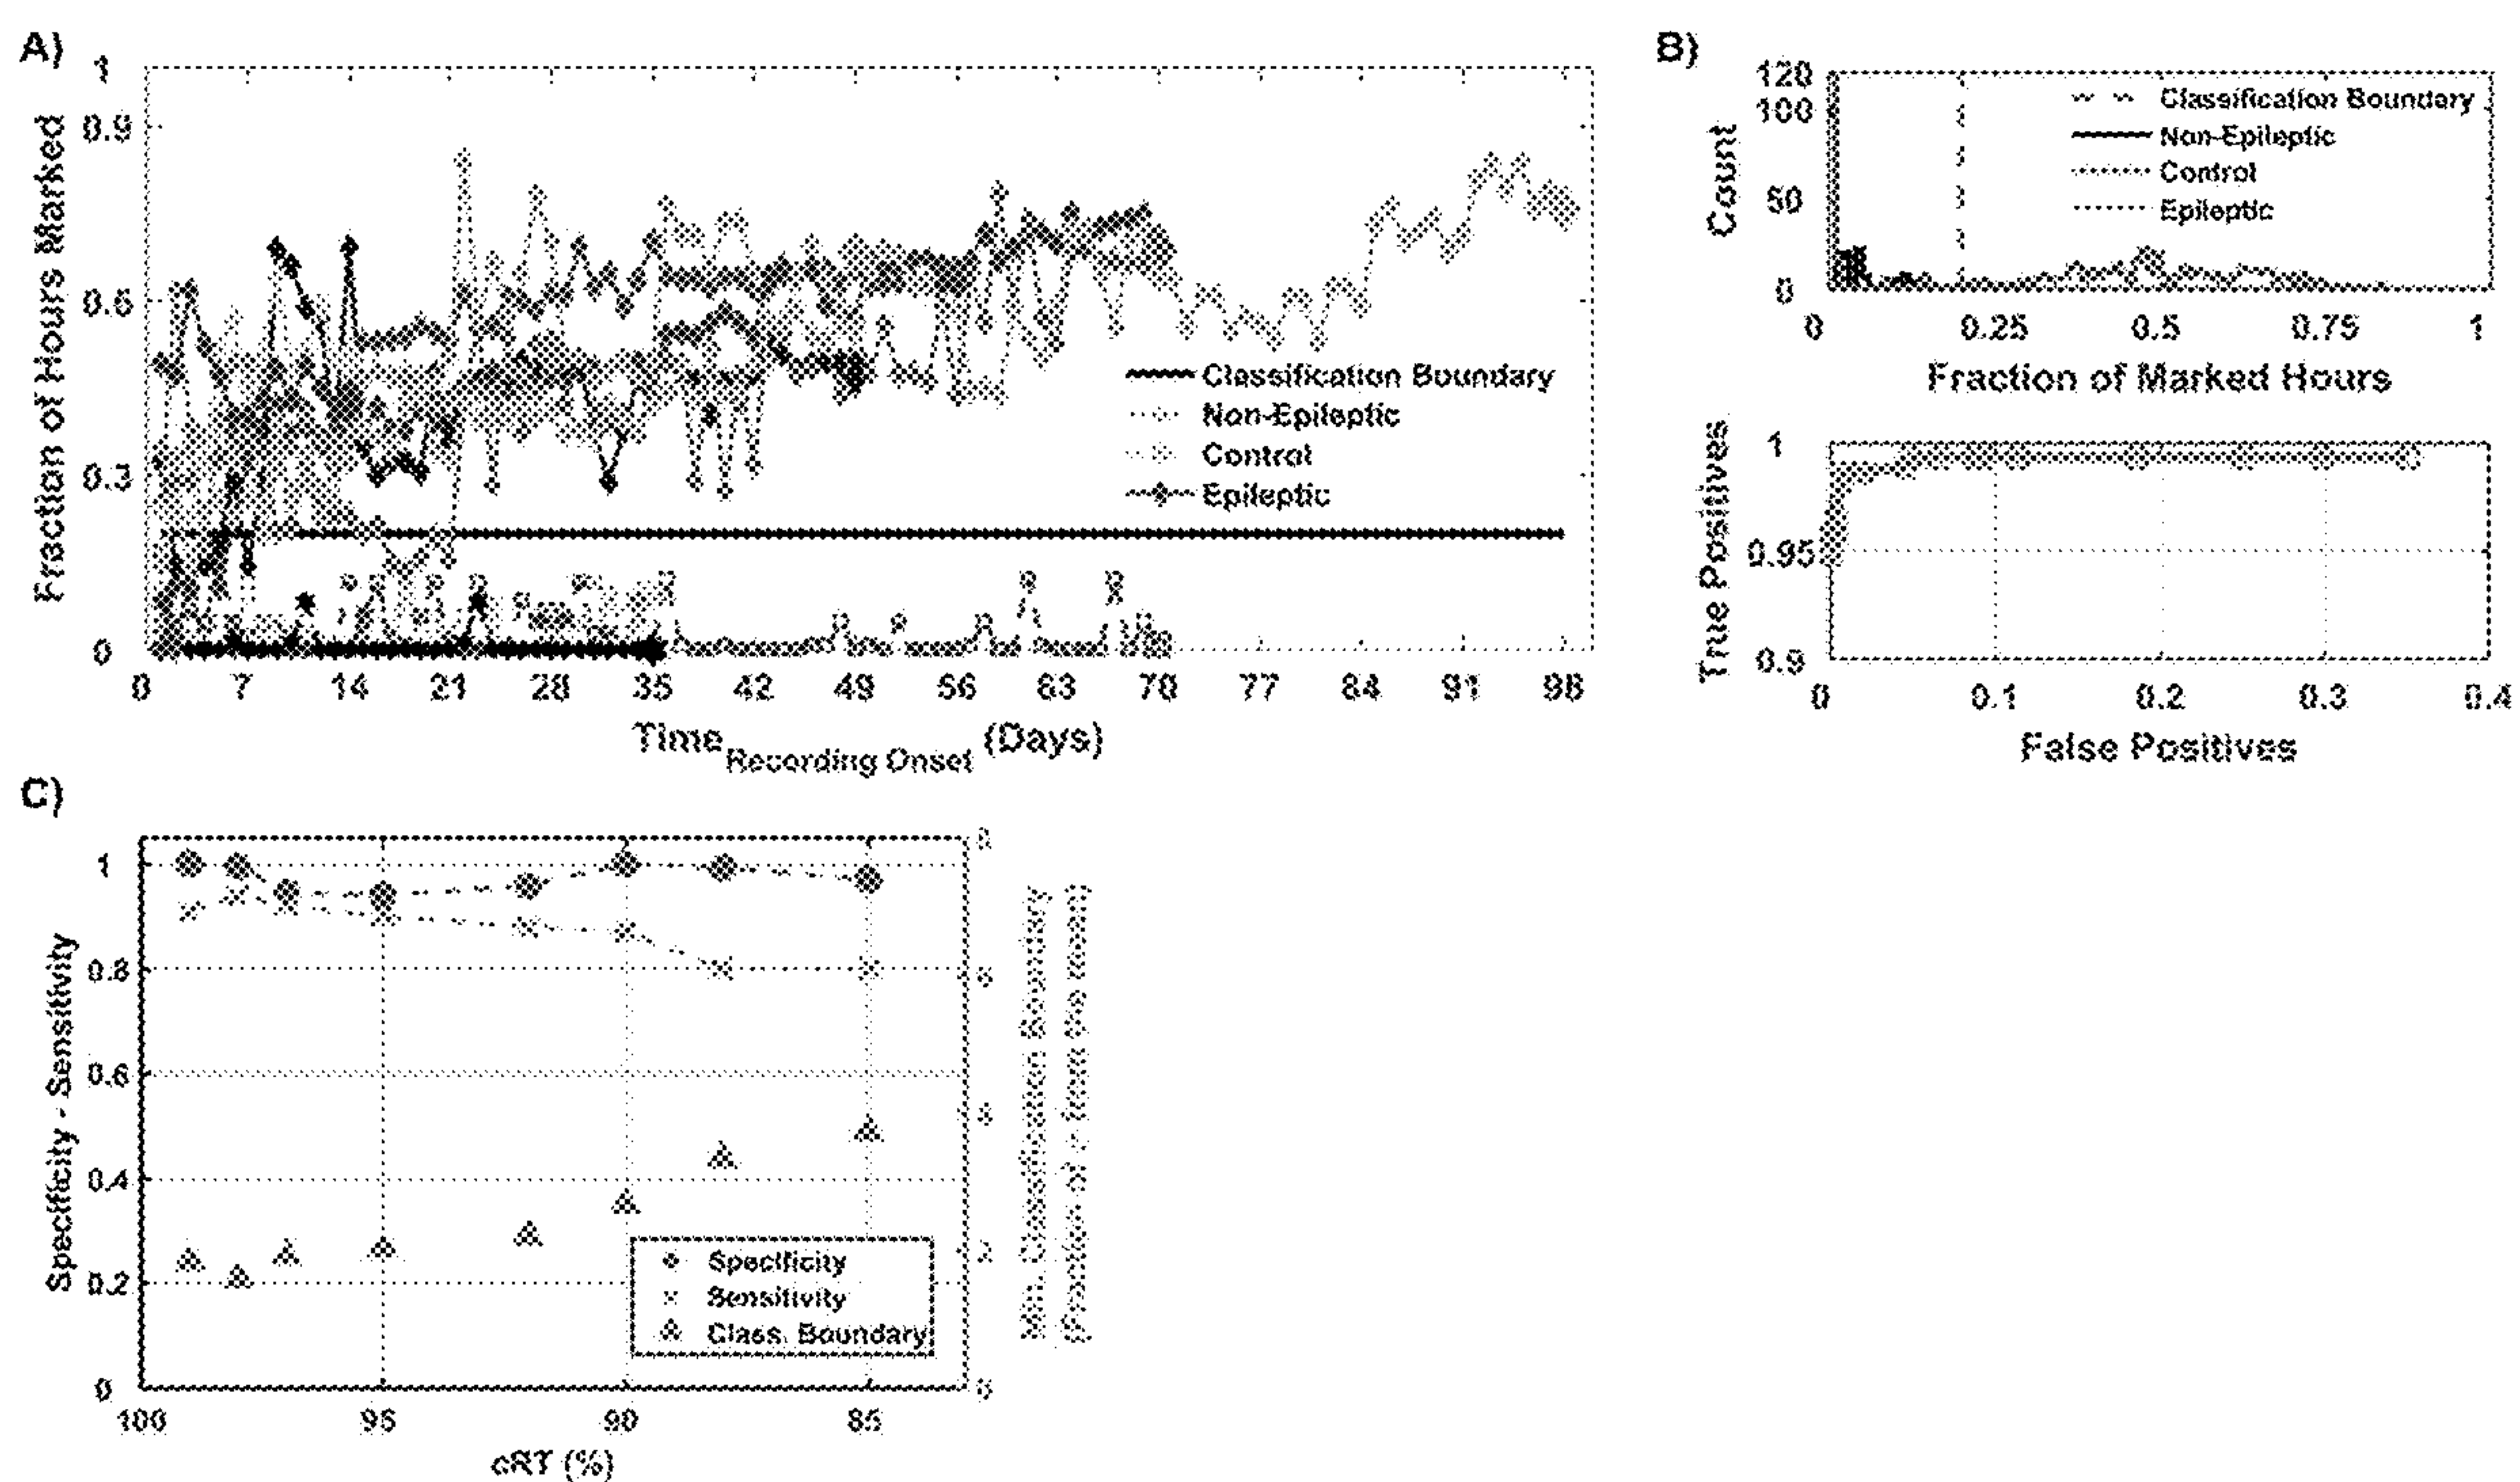 A)
1
0.9
0.6
0.3
0
Fraction of Hours Marked
Classification Boundary
Non-Epileptic
Control
Epileptic
0 7 14 21 28 35 42 49 56 63 70 77 84 91 98
Time Recording Onset (Days)
B)
120
100
50
0
Count
Classification Boundary
Non-Epileptic
Control
Epileptic
0 0.25 0.5 0.75 1
Fraction of Marked Hours
1
0.95
0.9
True Positives
0 0.1 0.2 0.3 0.4
False Positives
C)
1
0.8
0.6
0.4
0.2
0
Specificity - Sensitivity
8
6
4
2
Specificity
Sensitivity
Class. Boundary
100 95 90 85
cRT (%)